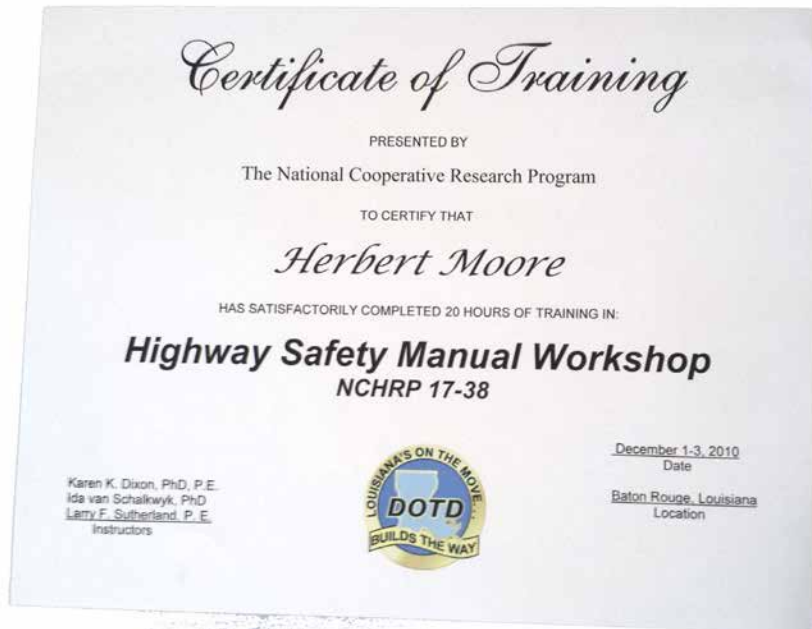 Certificate of Training
PRESENTED BY
The National Cooperative Research Program
TO CERTIFY THAT
Herbert Moore
HAS SATISFACTORILY COMPLETED 20 HOURS OF TRAINING IN:
Highway Safety Manual Workshop
NCHRP 17-38
Karen K. Dixon, PhD, P.E.
Ida van Schalkwyk, PhD
Larry F. Sutherland, P. E.
Instructors
LOUISIANA'S ON THE MOVE...
DOTD
BUILDS THE WAY
December 1-3, 2010
Date
Baton Rouge, Louisiana
Location